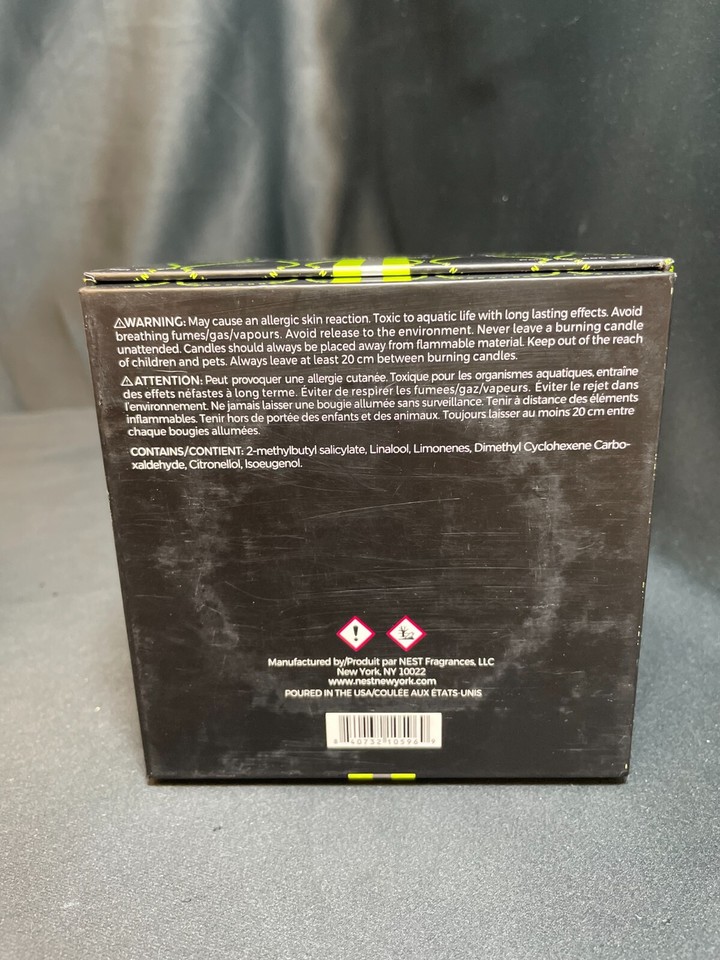 ⚠WARNING: May cause an allergic skin reaction. Toxic to aquatic life with long lasting effects. Avoid
breathing fumes/gas/vapours. Avoid release to the environment. Never leave a burning candle
unattended. Candles should always be placed away from flammable material. Keep out of the reach
of children and pets. Always leave at least 20 cm between burning candles.
⚠ATTENTION: Peut provoquer une allergie cutanée. Toxique pour les organismes aquatiques, entraîne
des effets néfastes à long terme. Éviter de respirer les fumees/gaz/vapeurs. Éviter le rejet dans
l'environnement. Ne jamais laisser une bougie allumée sans surveillance. Tenir à distance des éléments
inflammables. Tenir hors de portée des enfants et des animaux. Toujours laisser au moins 20 cm entre
chaque bougies allumées.
CONTAINS/CONTIENT: 2-methylbutyl salicylate, Linalool, Limonenes, Dimethyl Cyclohexene Carbo-
xaldehyde, Citronellol, Isoeugenol.
Manufactured by/Produit par NEST Fragrances, LLC
New York, NY 10022
www.nestnewyork.com
POURED IN THE USA/COULÉE AUX ÉTATS-UNIS
8 40732 10596 9